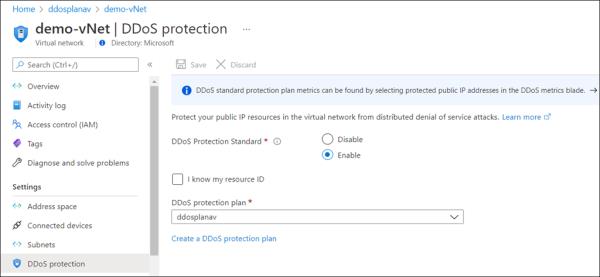 Home > ddosplanav > demo-vNet
demo-vNet | DDoS protection ...
Virtual network Directory: Microsoft
Search (Ctrl+/) «
Save Discard
Overview
Activity log
Access control (IAM)
Tags
Diagnose and solve problems
Settings
Address space
Connected devices
Subnets
DDoS protection
DDoS standard protection plan metrics can be found by selecting protected public IP addresses in the DDoS metrics blade. →
Protect your public IP resources in the virtual network from distributed denial of service attacks. Learn more
DDoS Protection Standard * Disable
Enable
I know my resource ID
DDoS protection plan *
ddosplanav
Create a DDoS protection plan